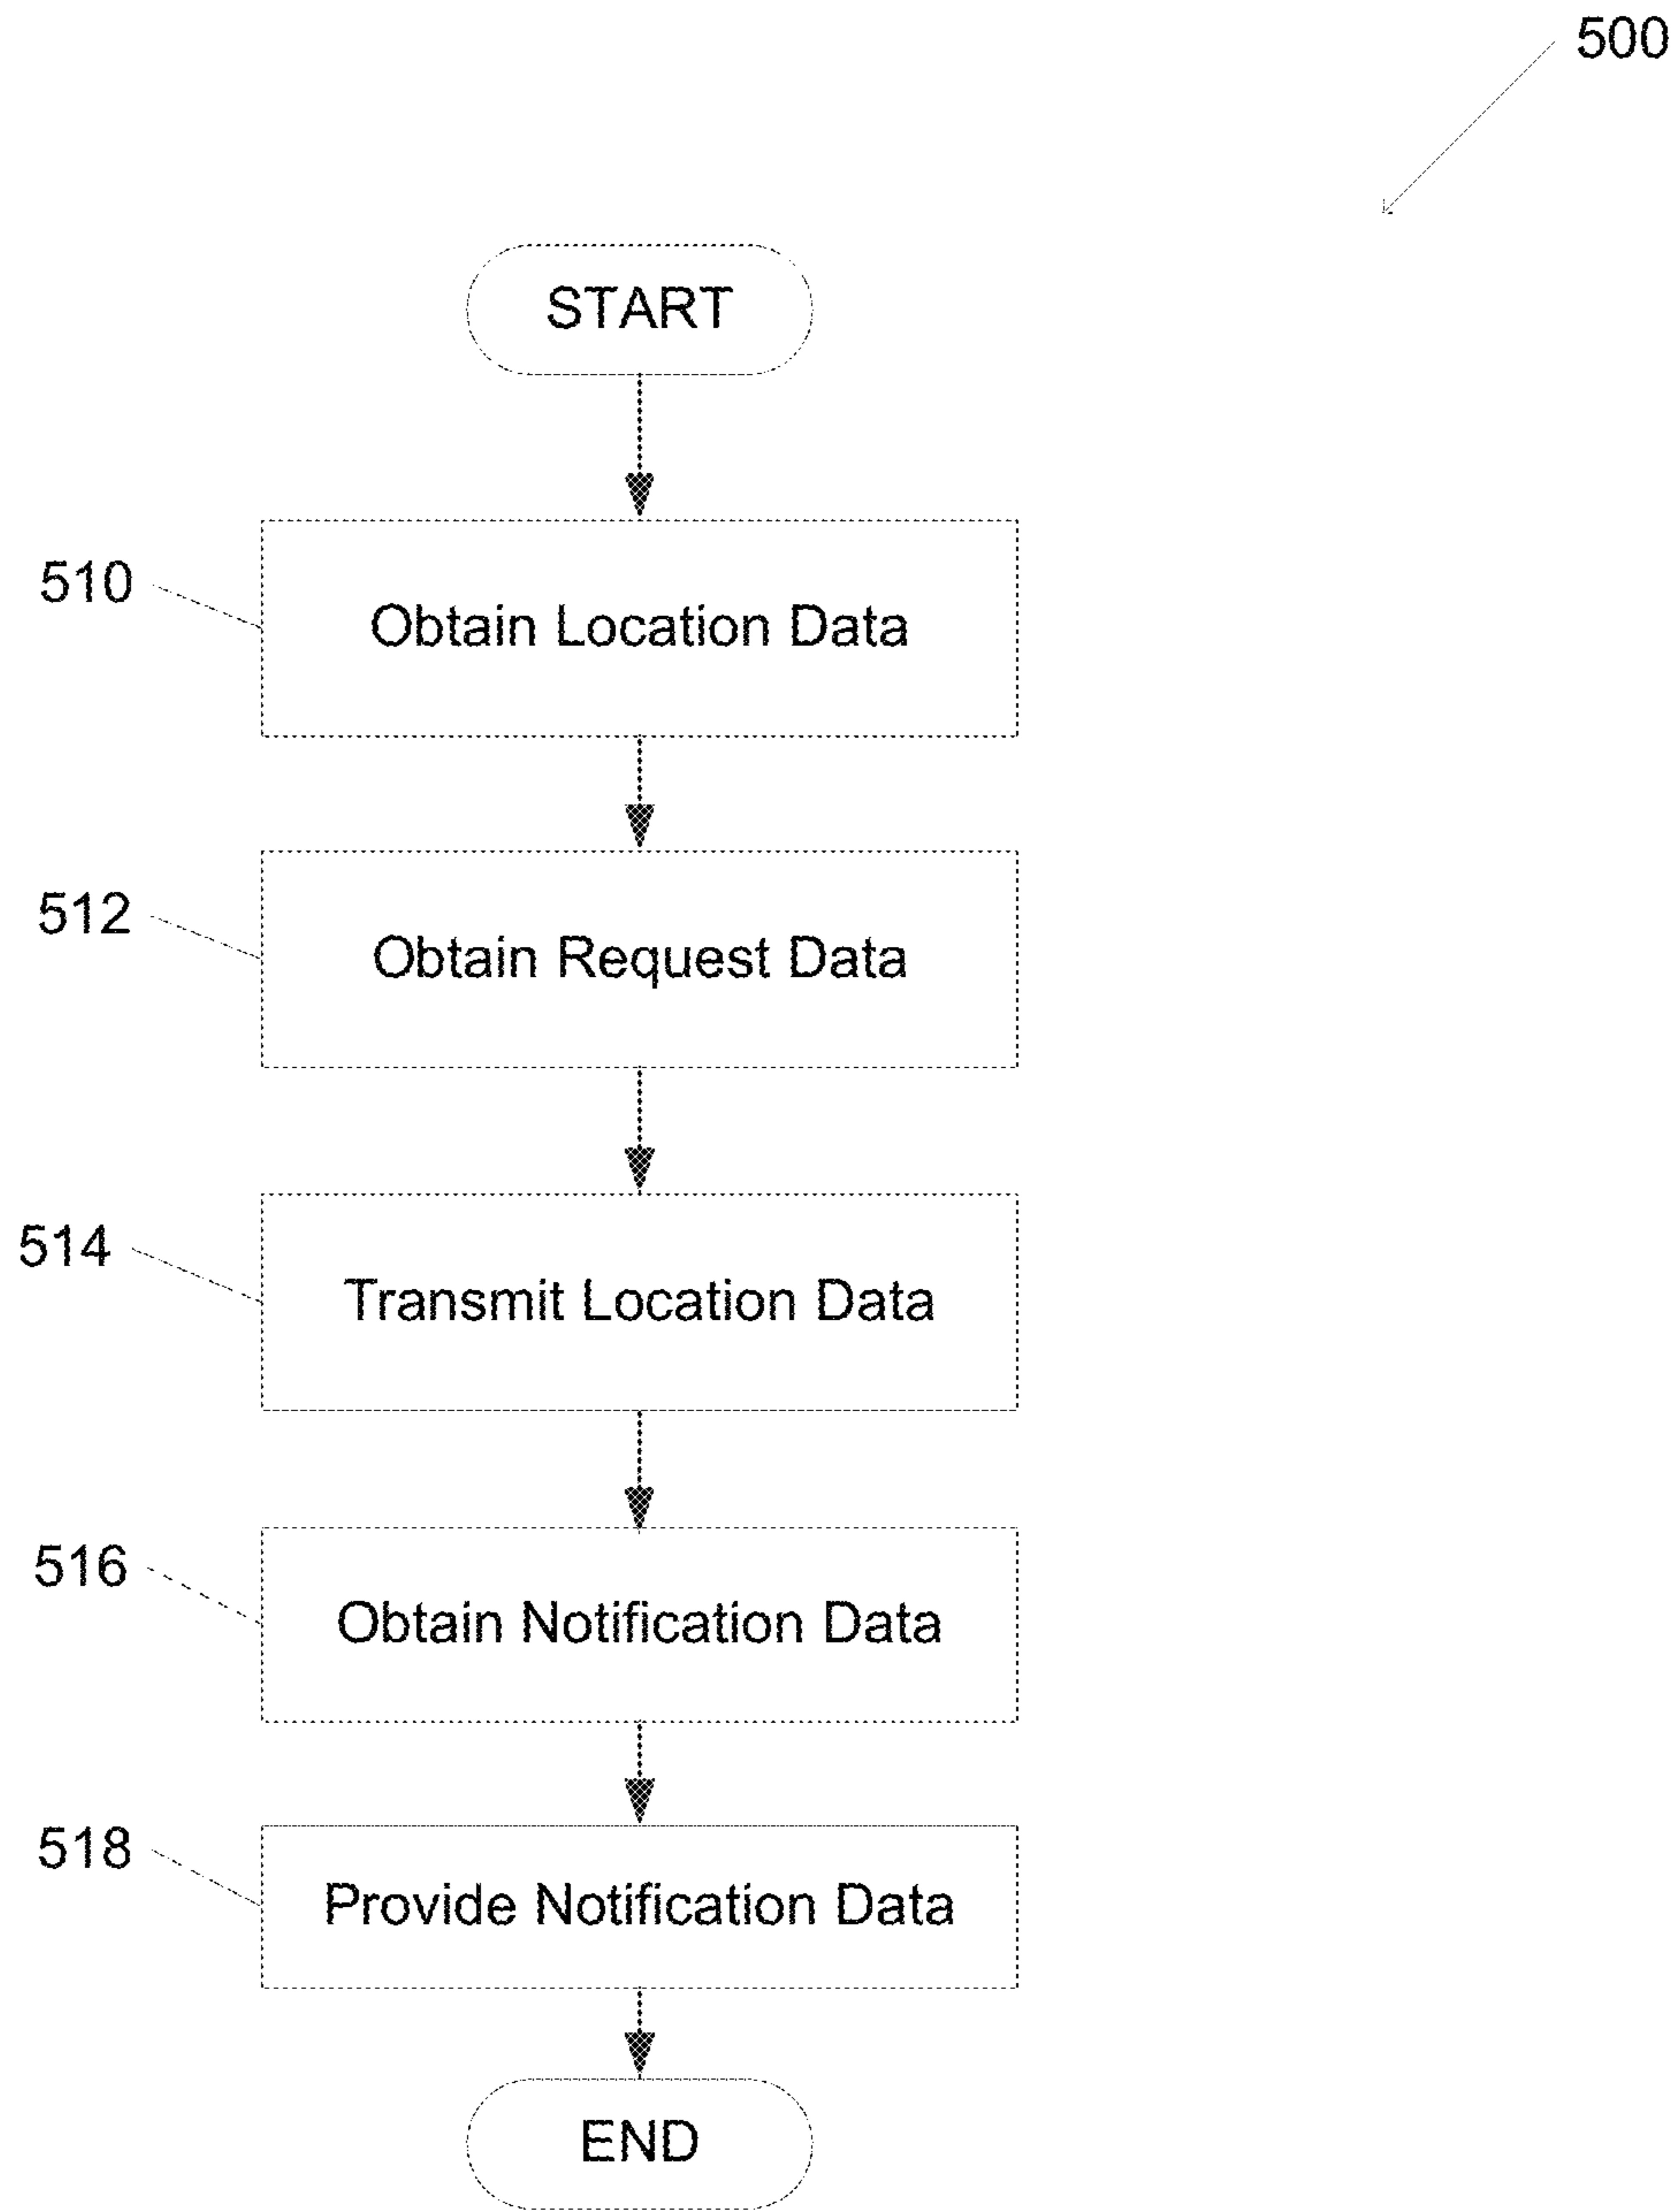 500
START
510
Obtain Location Data
512
Obtain Request Data
514
Transmit Location Data
516
Obtain Notification Data
518
Provide Notification Data
END